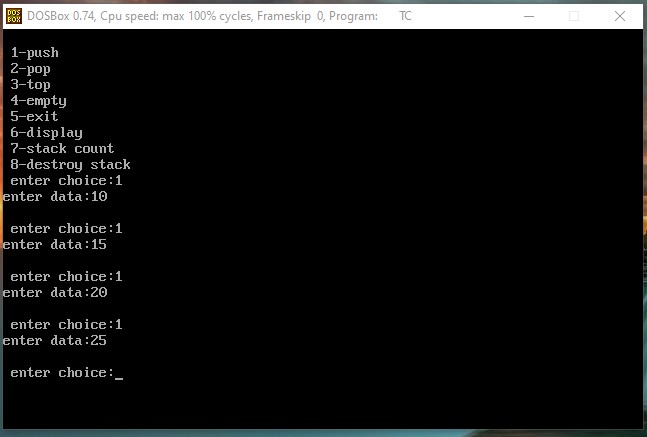 DOS
BOX
DOSBox 0.74, Cpu speed: max 100% cycles, Frameskip 0, Program: TC
1-push
2-pop
3-top
4-empty
5-exit
6-display
7-stack count
8-destroy stack
enter choice:1
enter data:10
enter choice:1
enter data:15
enter choice:1
enter data:20
enter choice:1
enter data:25
enter choice:_